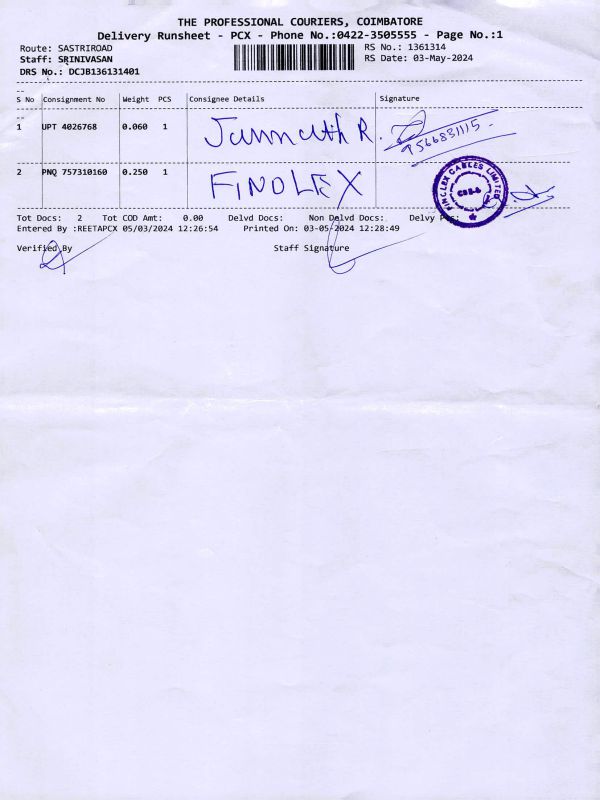 THE PROFESSIONAL COURIERS, COIMBATORE
Delivery Runsheet - PCX - Phone No.:0422-3505555 - Page No.:1
Route: SASTRIROAD
RS No.: 1361314
Staff: SRINIVASAN
RS Date: 03-May-2024
DRS No.: DCJB136131401
S No Consignment No Weight PCS Consignee Details Signature
1 UPT 4026768 0.060 1 Jannath R. 9566831115
2 PNQ 757310160 0.250 1 FINOLEX
FINOLEX CABLES LIMITED
Tot Docs: 2 Tot COD Amt: 0.00 Delvd Docs: Non Delvd Docs: Delvy Pcs:
Entered By :REETAPCX 05/03/2024 12:26:54 Printed On: 03-05-2024 12:28:49
Verified By Staff Signature